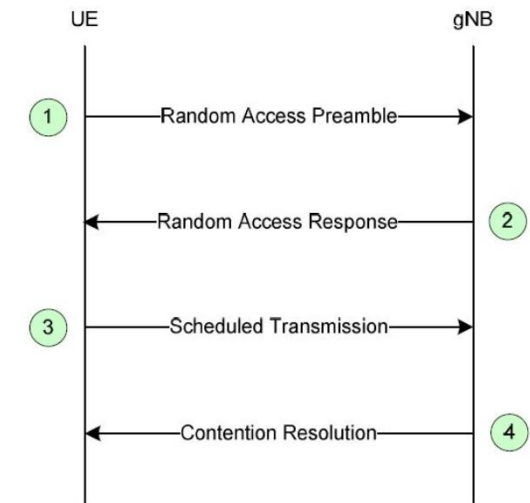 UE gNB
1 Random Access Preamble
Random Access Response 2
3 Scheduled Transmission
Contention Resolution 4